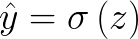 ŷ = σ (z)